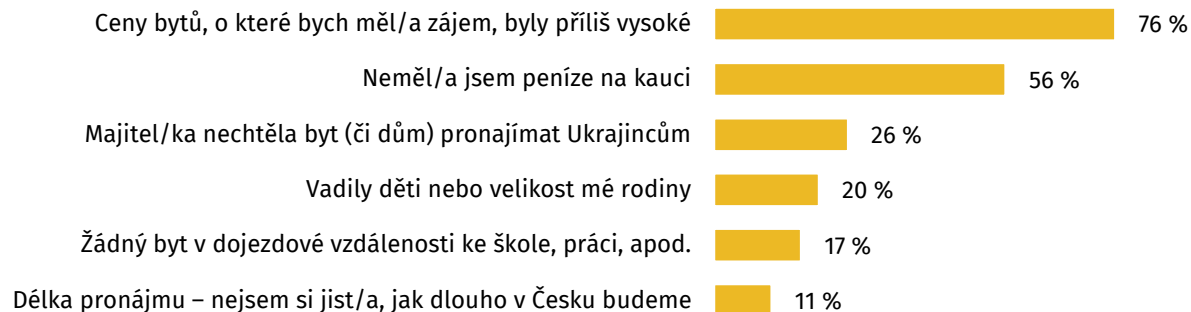 Ceny bytů, o které bych měl/a zájem, byly příliš vysoké 76 %
Neměl/a jsem peníze na kauci 56 %
Majitel/ka nechtěla byt (či dům) pronajímat Ukrajincům 26 %
Vadily děti nebo velikost mé rodiny 20 %
Žádný byt v dojezdové vzdálenosti ke škole, práci, apod. 17 %
Délka pronájmu – nejsem si jist/a, jak dlouho v Česku budeme 11 %